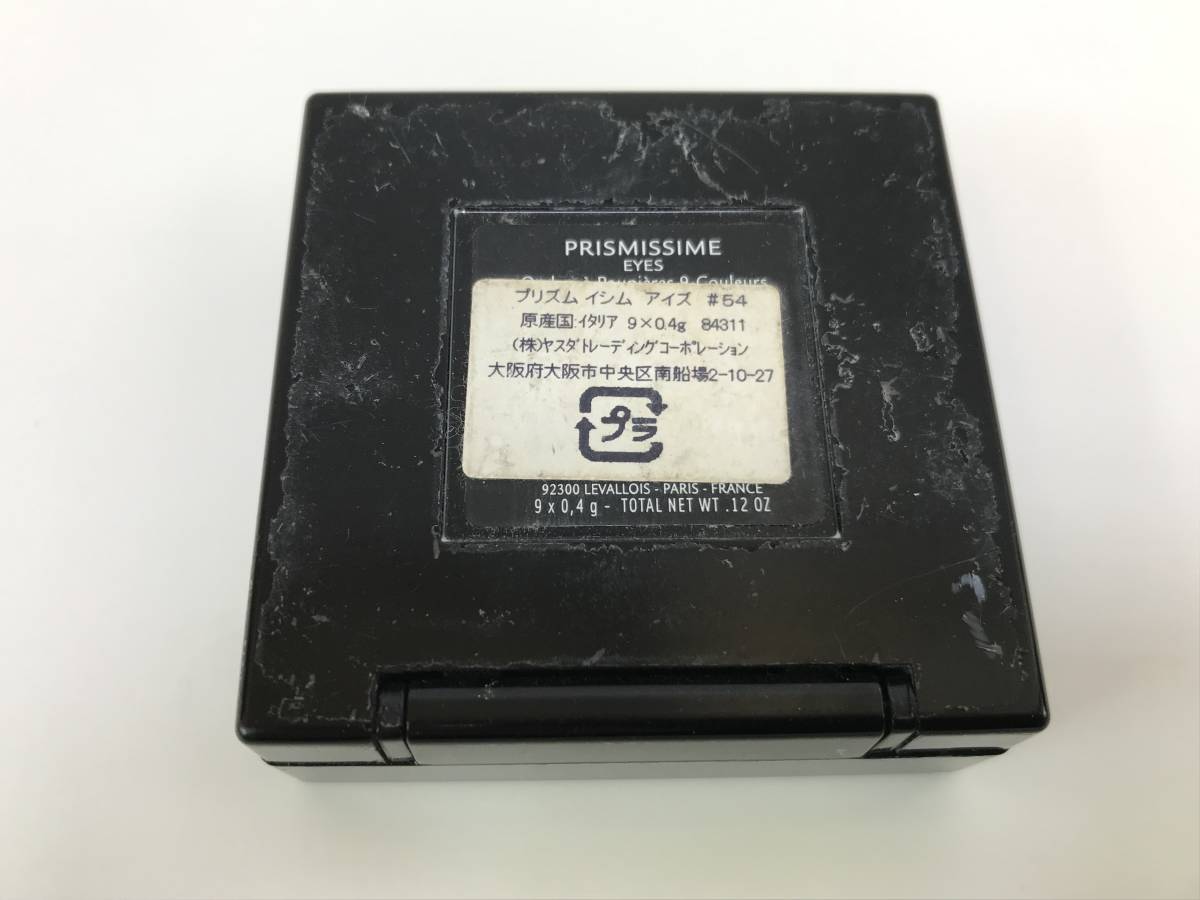 PRISMISSIME
EYES
プリズム イシム アイズ #54
原産国:イタリア 9×0.4g 84311
(株)ヤスダトレーディングコーポレーション
大阪府大阪市中央区南船場2-10-27
プラ
92300 LEVALLOIS - PARIS - FRANCE
9 x 0,4 g - TOTAL NET WT .12 OZ